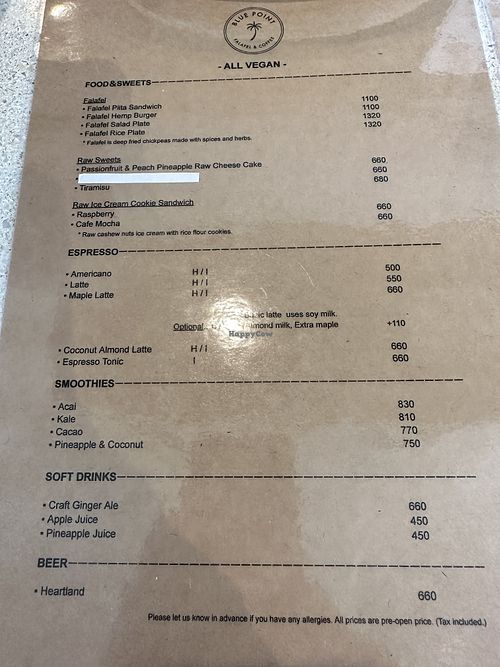 BLUE POINT
FALAFEL & COFFEE
- ALL VEGAN -
FOOD&SWEETS
Falafel
• Falafel Piita Sandwich 1100
• Falafel Hemp Burger 1100
• Falafel Salad Plate 1320
• Falafel Rice Plate 1320
* Falafel is deep fried chickpeas made with spices and herbs.
Raw Sweets
• Passionfruit & Peach Pineapple Raw Cheese Cake 660
660
• Tiramisu 680
Raw Ice Cream Cookie Sandwich
• Raspberry 660
• Cafe Mocha 660
* Raw cashew nuts ice cream with rice flour cookies.
ESPRESSO
• Americano H / I 500
• Latte H / I 550
• Maple Latte H / I 660
latte uses soy milk.
Optional milk, Extra maple +110
HappyCow
• Coconut Almond Latte H / I 660
• Espresso Tonic I 660
SMOOTHIES
• Acai 830
• Kale 810
• Cacao 770
• Pineapple & Coconut 750
SOFT DRINKS
• Craft Ginger Ale 660
• Apple Juice 450
• Pineapple Juice 450
BEER
• Heartland 660
Please let us know in advance if you have any allergies. All prices are pre-open price. (Tax included.)